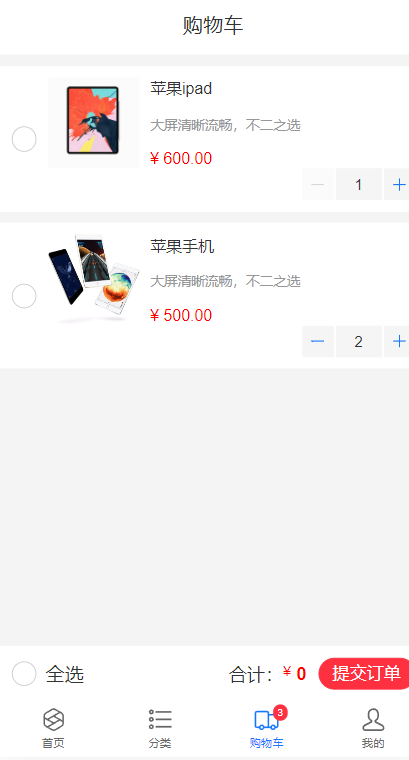 购物车
苹果ipad
大屏清晰流畅，不二之选
¥ 600.00
1
苹果手机
大屏清晰流畅，不二之选
¥ 500.00
2
全选
合计：¥ 0 提交订单
3
首页 分类 购物车 我的